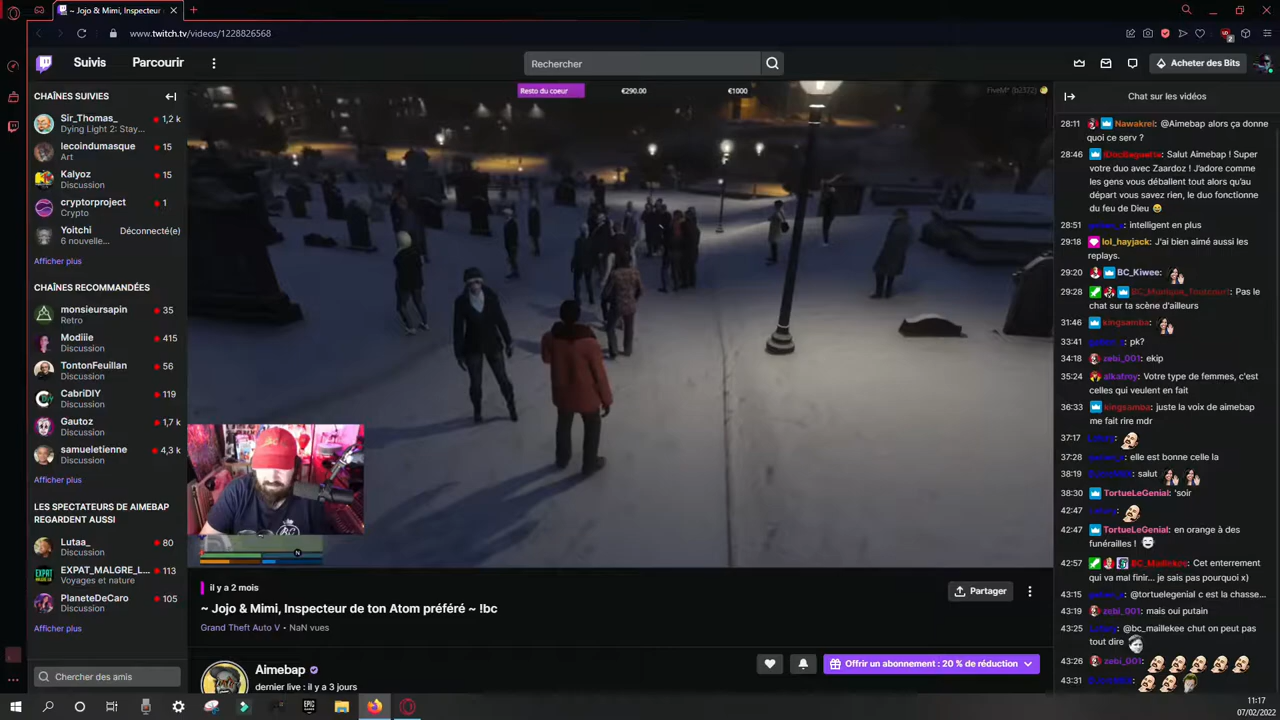 ~ Jojo & Mimi, Inspecteur
www.twitch.tv/videos/1228826568
2
Suivis
Parcourir
Rechercher
Acheter des Bits
CHAÎNES SUIVIES
Sir_Thomas_
1,2 k
Dying Light 2: Stay...
lecoindumasque
15
Art
Kalyoz
15
Discussion
cryptorproject
1
Crypto
Yoitchi
Déconnecté(e)
6 nouvelle...
Afficher plus
CHAÎNES RECOMMANDÉES
monsieursapin
35
Retro
Modiiie
415
Discussion
TontonFeuillan
56
Discussion
CabriDIY
119
Discussion
Gautoz
1,7 k
Discussion
samueletienne
4,3 k
Discussion
Afficher plus
LES SPECTATEURS DE AIMEBAP
REGARDENT AUSSI
Lutaa_
80
Discussion
EXPAT_MALGRE_L...
113
Voyages et nature
PlaneteDeCaro
105
Discussion
Afficher plus
Chercher des amis
Resto du coeur
€290.00
€1000
FiveM* (b2372)
N
il y a 2 mois
~ Jojo & Mimi, Inspecteur de ton Atom préféré ~ !bc
Grand Theft Auto V • NaN vues
Partager
Aimebap
dernier live : il y a 3 jours
Offrir un abonnement : 20 % de réduction
Chat sur les vidéos
28:11 Nawakrel: @Aimebap alors ça donne
quoi ce serv ?
28:46 Salut Aimebap ! Super
votre duo avec Zaardoz ! J'adore comme
les gens vous déballent tout alors qu'au
départ vous savez rien, le duo fonctionne
du feu de Dieu
28:51 intelligent en plus
29:18 lol_hayjack: J'ai bien aimé aussi les
replays.
29:20 BC_Kiwee:
29:28 Pas le
chat sur ta scène d'ailleurs
31:46 kingsamba:
33:41 pk?
34:18 zebi_001: ekip
35:24 alkatroy: Votre type de femmes, c'est
celles qui veulent en fait
36:33 kingsamba: juste la voix de aimebap
me fait rire mdr
37:17
37:28 elle est bonne celle la
38:19 salut
38:30 TortueLeGenial: 'soir
42:47
42:47 TortueLeGenial: en orange à des
funérailles !
42:57 BC_Maillekee: Cet enterrement
qui va mal finir... je sais pas pourquoi x)
43:15 @tortuelegenial c est la chasse...
43:19 zebi_001: mais oui putain
43:25 @bc_maillekee chut on peut pas
tout dire
43:26 zebi_001:
43:31
11:17
07/02/2022